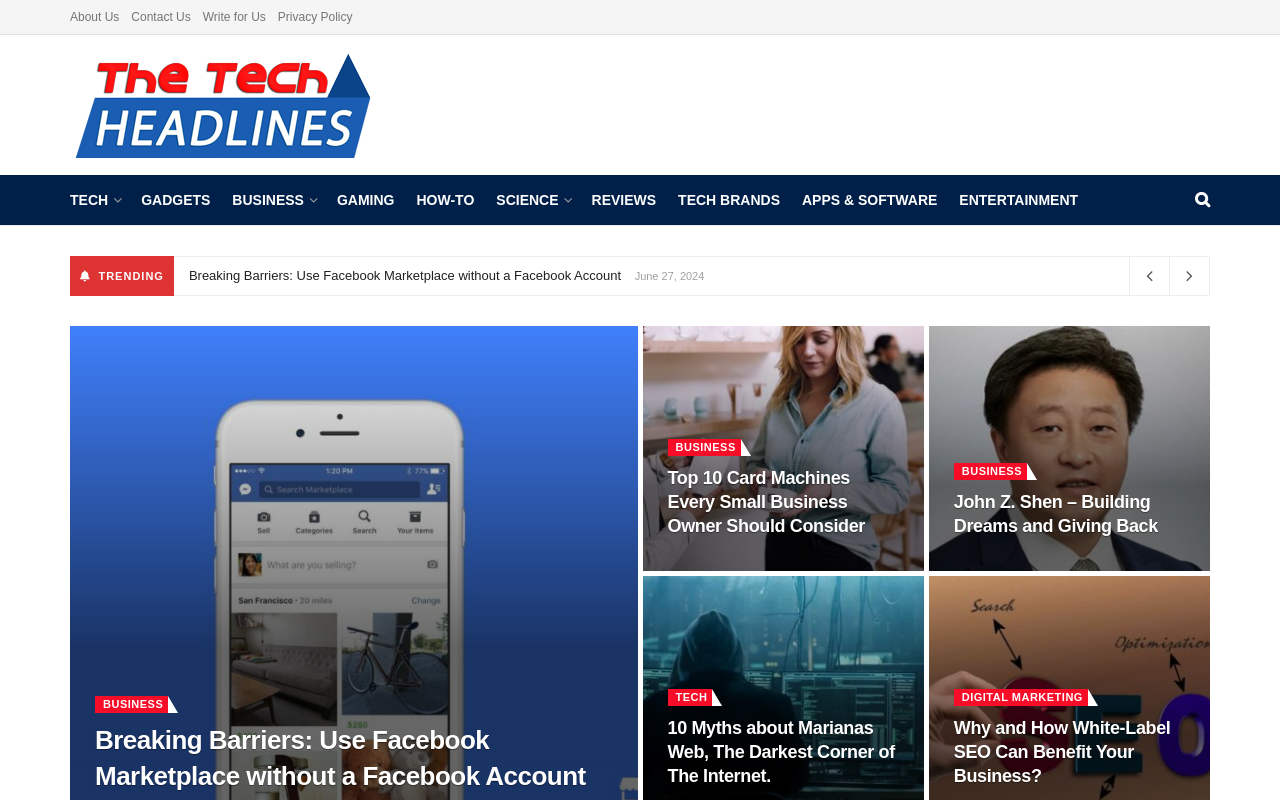 About Us Contact Us Write for Us Privacy Policy
The Tech
HEADLINES
TECH GADGETS BUSINESS GAMING HOW-TO SCIENCE REVIEWS TECH BRANDS APPS & SOFTWARE ENTERTAINMENT
TRENDING Breaking Barriers: Use Facebook Marketplace without a Facebook Account June 27, 2024
1:20 PM 77%
Search Marketplace
Sell Categories Search Your Items
What are you selling?
San Francisco • 20 miles Change
$280
BUSINESS
Breaking Barriers: Use Facebook
Marketplace without a Facebook Account
BUSINESS
Top 10 Card Machines
Every Small Business
Owner Should Consider
BUSINESS
John Z. Shen – Building
Dreams and Giving Back
TECH
10 Myths about Marianas
Web, The Darkest Corner of
The Internet.
Search
Optimization
SEO
DIGITAL MARKETING
Why and How White-Label
SEO Can Benefit Your
Business?